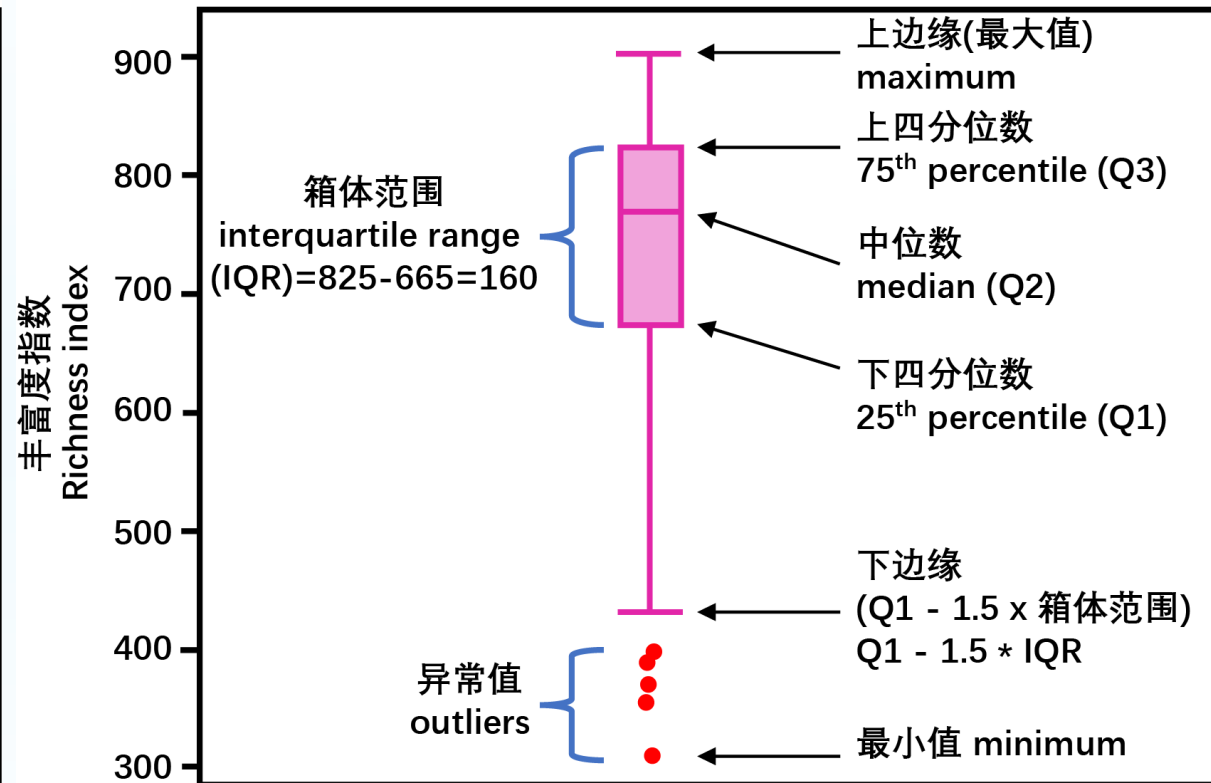 丰富度指数
Richness index
900
800
700
600
500
400
300
箱体范围
interquartile range
(IQR)=825-665=160
异常值
outliers
上边缘(最大值)
maximum
上四分位数
75th percentile (Q3)
中位数
median (Q2)
下四分位数
25th percentile (Q1)
下边缘
(Q1 - 1.5 x 箱体范围)
Q1 - 1.5 * IQR
最小值 minimum